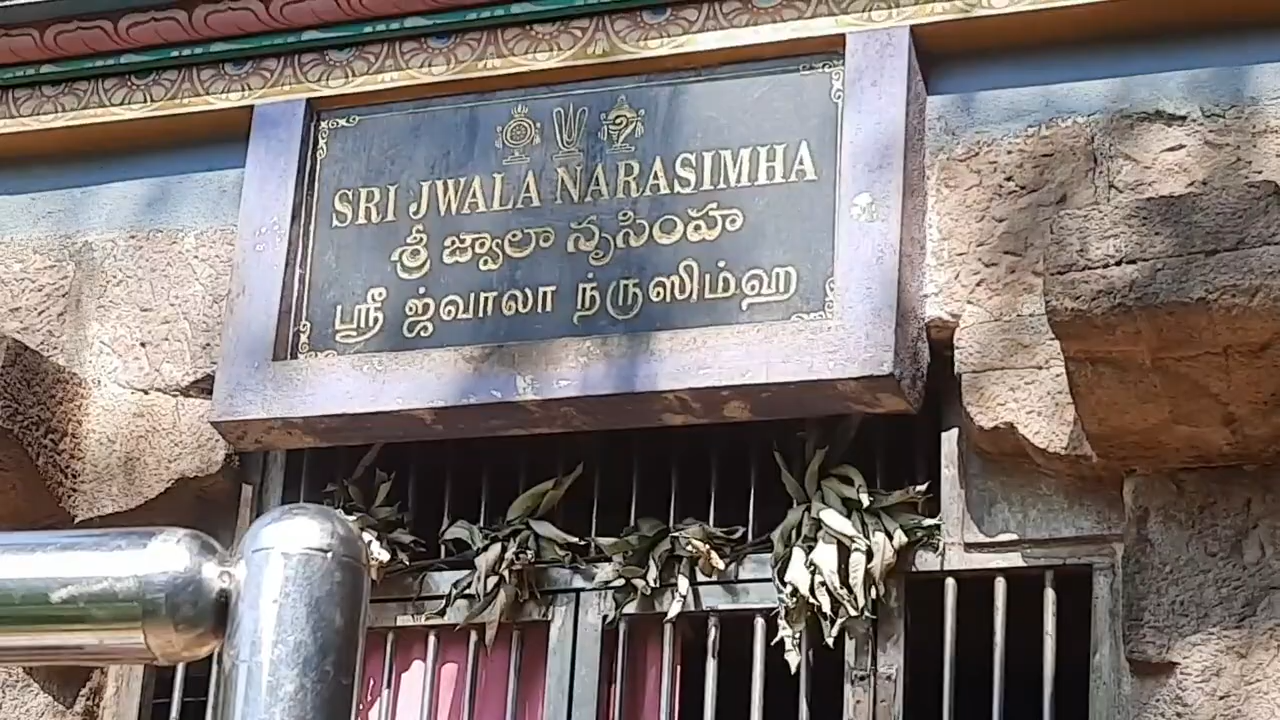 SRI JWALA NARASIMHA
శ్రీ జ్వాలా నృసింహ
ஸ்ரீ ஜ்வாலா ந்ருஸிம்ஹ